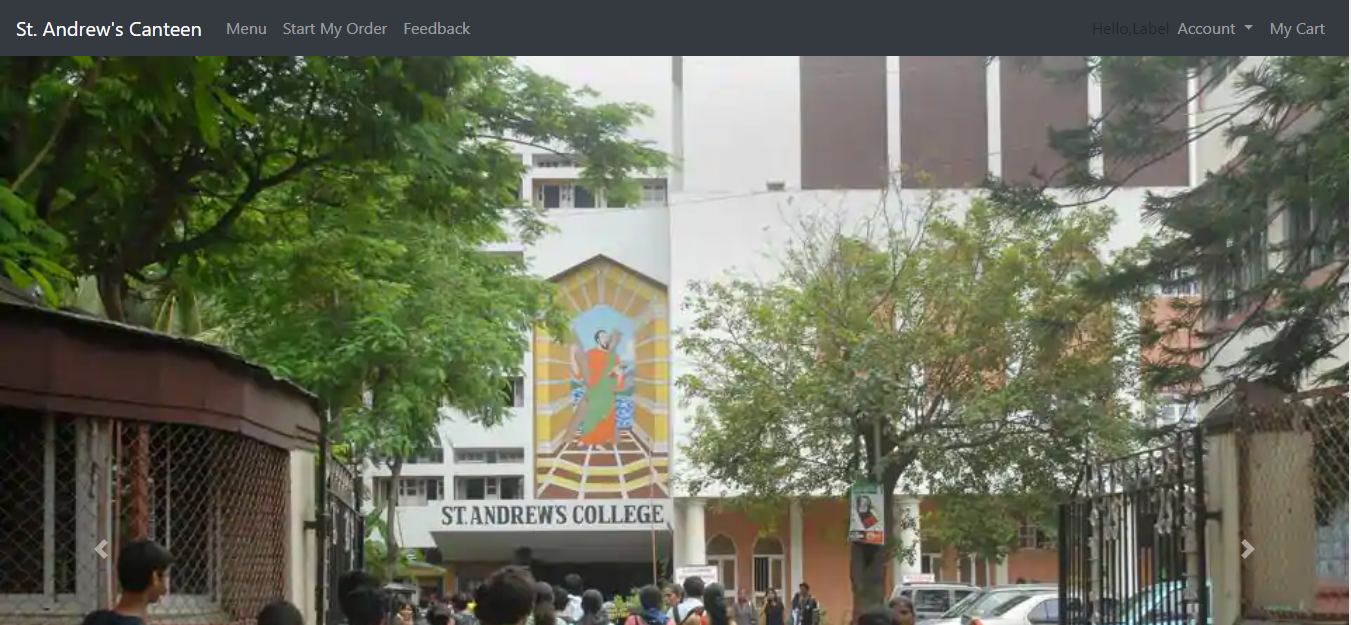 St. Andrew's Canteen Menu Start My Order Feedback Hello,Label Account My Cart
ST. ANDREW'S COLLEGE